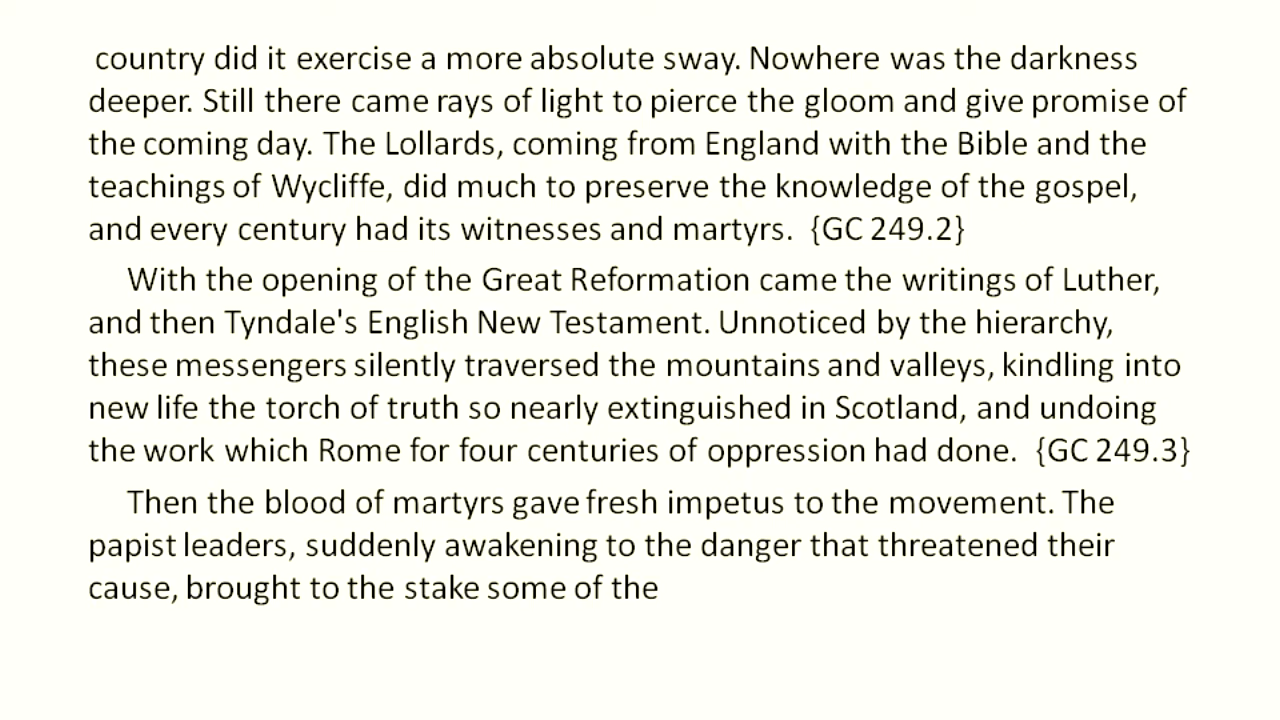 country did it exercise a more absolute sway. Nowhere was the darkness
deeper. Still there came rays of light to pierce the gloom and give promise of
the coming day. The Lollards, coming from England with the Bible and the
teachings of Wycliffe, did much to preserve the knowledge of the gospel,
and every century had its witnesses and martyrs. {GC 249.2}
With the opening of the Great Reformation came the writings of Luther,
and then Tyndale's English New Testament. Unnoticed by the hierarchy,
these messengers silently traversed the mountains and valleys, kindling into
new life the torch of truth so nearly extinguished in Scotland, and undoing
the work which Rome for four centuries of oppression had done. {GC 249.3}
Then the blood of martyrs gave fresh impetus to the movement. The
papist leaders, suddenly awakening to the danger that threatened their
cause, brought to the stake some of the